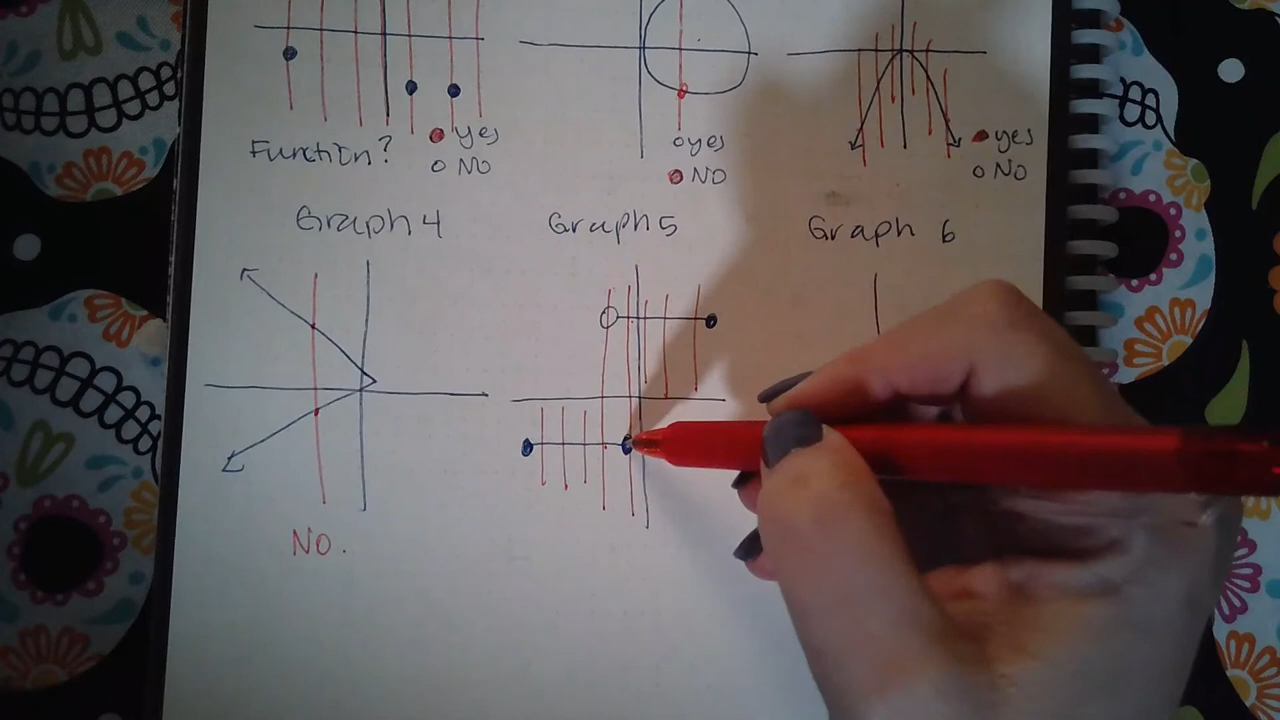 Function?
yes
NO
yes
NO
yes
NO
Graph 4
Graph 5
Graph 6
NO.